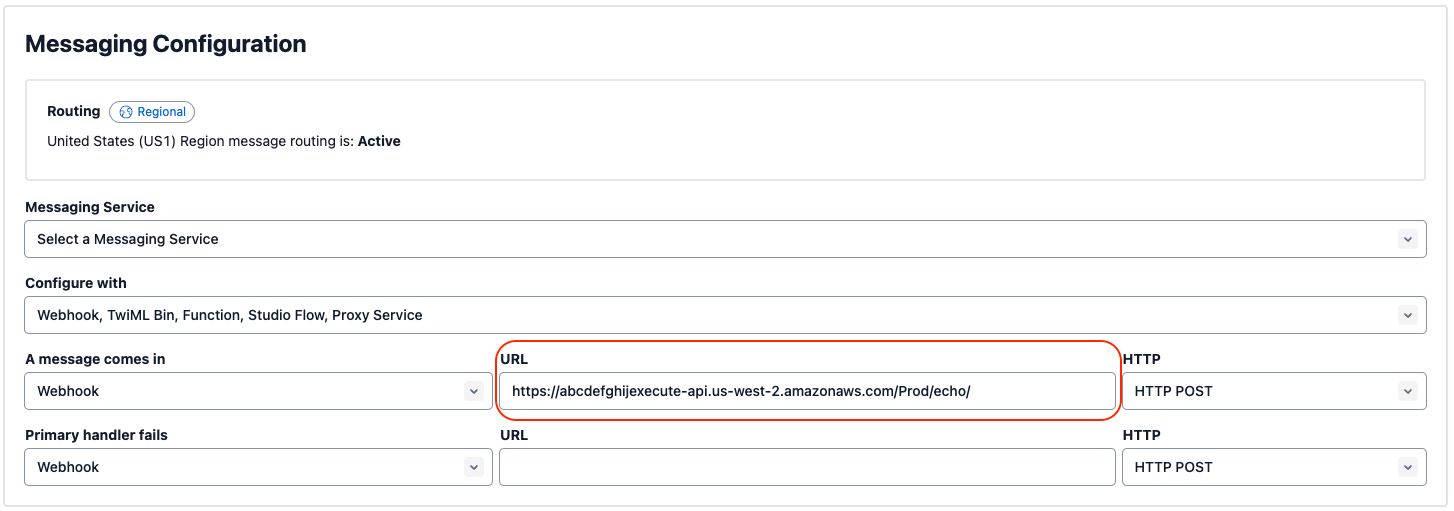 Messaging Configuration
Routing Regional
United States (US1) Region message routing is: Active
Messaging Service
Select a Messaging Service
Configure with
Webhook, TwiML Bin, Function, Studio Flow, Proxy Service
A message comes in URL HTTP
Webhook https://abcdefghijexecute-api.us-west-2.amazonaws.com/Prod/echo/ HTTP POST
Primary handler fails URL HTTP
Webhook HTTP POST